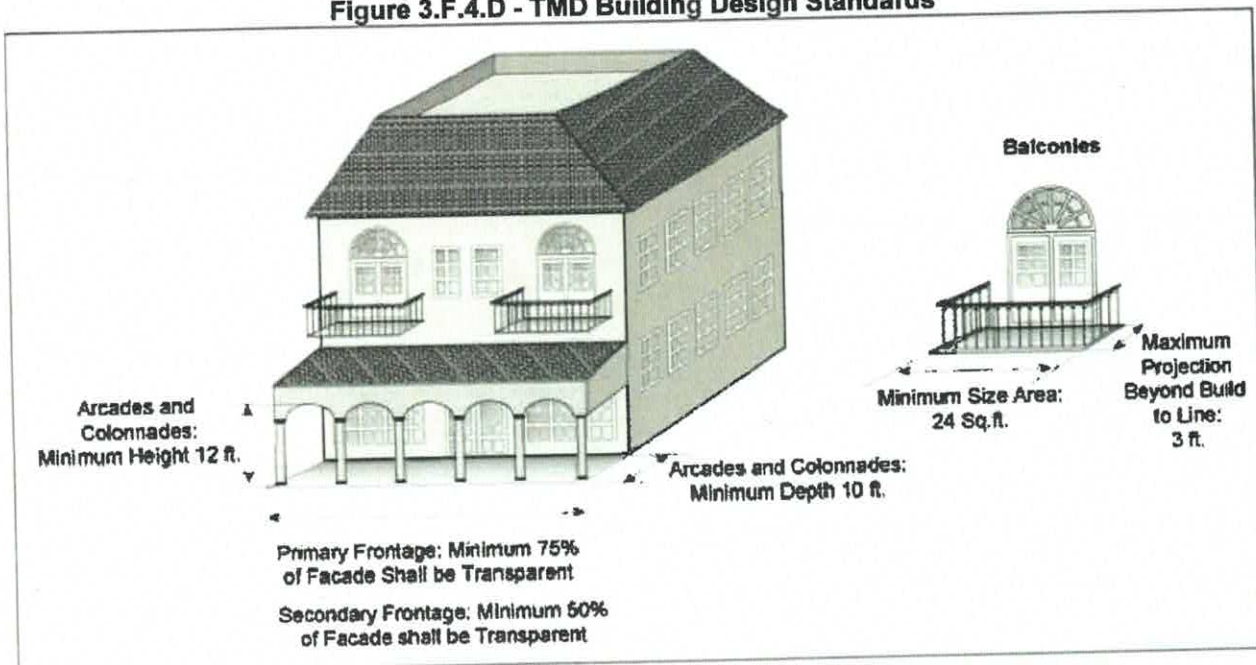 Figure 3.F.4.D - TMD Building Design Standards
Balconies
Arcades and
Colonnades:
Minimum Height 12 ft.
Arcades and Colonnades:
Minimum Depth 10 ft.
Minimum Size Area:
24 Sq.ft.
Maximum
Projection
Beyond Build
to Line:
3 ft.
Primary Frontage: Minimum 75%
of Facade Shall be Transparent
Secondary Frontage: Minimum 50%
of Facade shall be Transparent